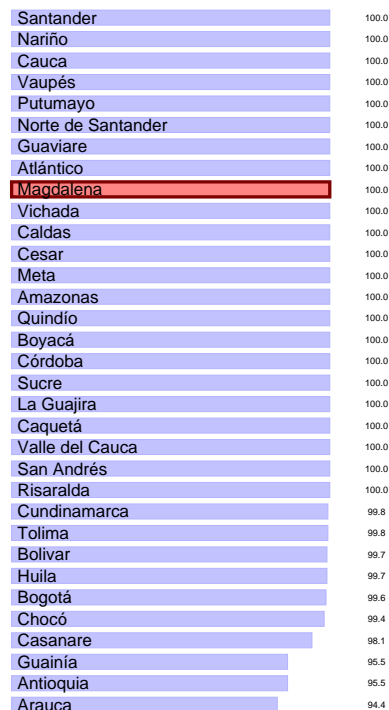 Santander 100.0
Nariño 100.0
Cauca 100.0
Vaupés 100.0
Putumayo 100.0
Norte de Santander 100.0
Guaviare 100.0
Atlántico 100.0
Magdalena 100.0
Vichada 100.0
Caldas 100.0
Cesar 100.0
Meta 100.0
Amazonas 100.0
Quindío 100.0
Boyacá 100.0
Córdoba 100.0
Sucre 100.0
La Guajira 100.0
Caquetá 100.0
Valle del Cauca 100.0
San Andrés 100.0
Risaralda 100.0
Cundinamarca 99.8
Tolima 99.8
Bolivar 99.7
Huila 99.7
Bogotá 99.6
Chocó 99.4
Casanare 98.1
Guainía 95.5
Antioquia 95.5
Arauca 94.4